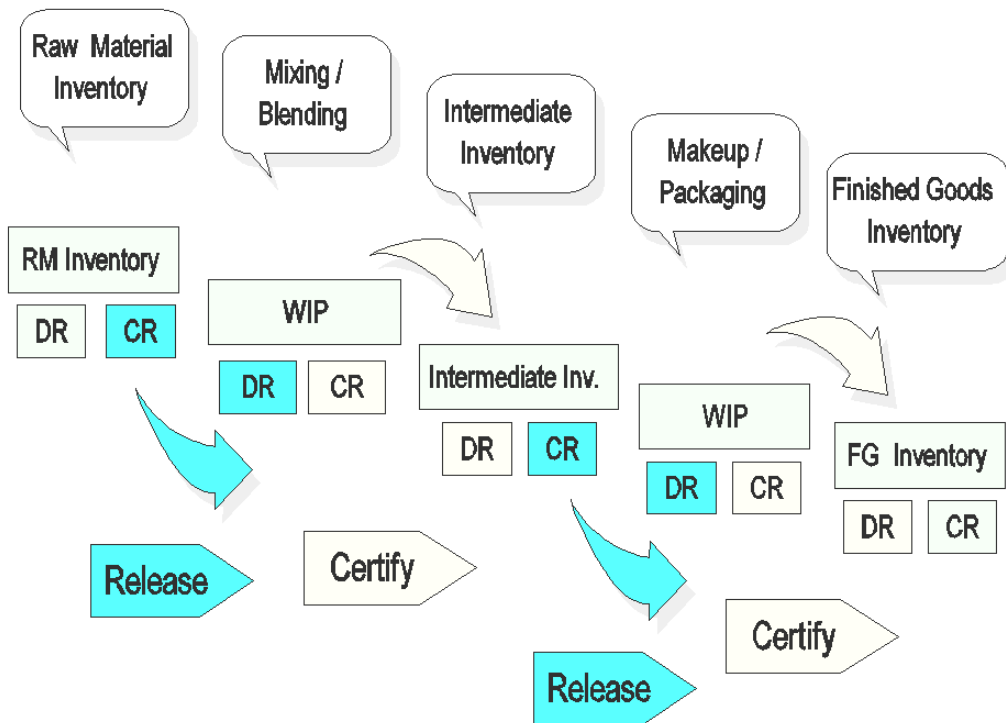 Raw Material
Inventory
Mixing /
Blending
Intermediate
Inventory
Makeup /
Packaging
Finished Goods
Inventory
RM Inventory
DR
CR
WIP
DR
CR
Intermediate Inv.
DR
CR
WIP
DR
CR
FG Inventory
DR
CR
Release
Certify
Release
Certify